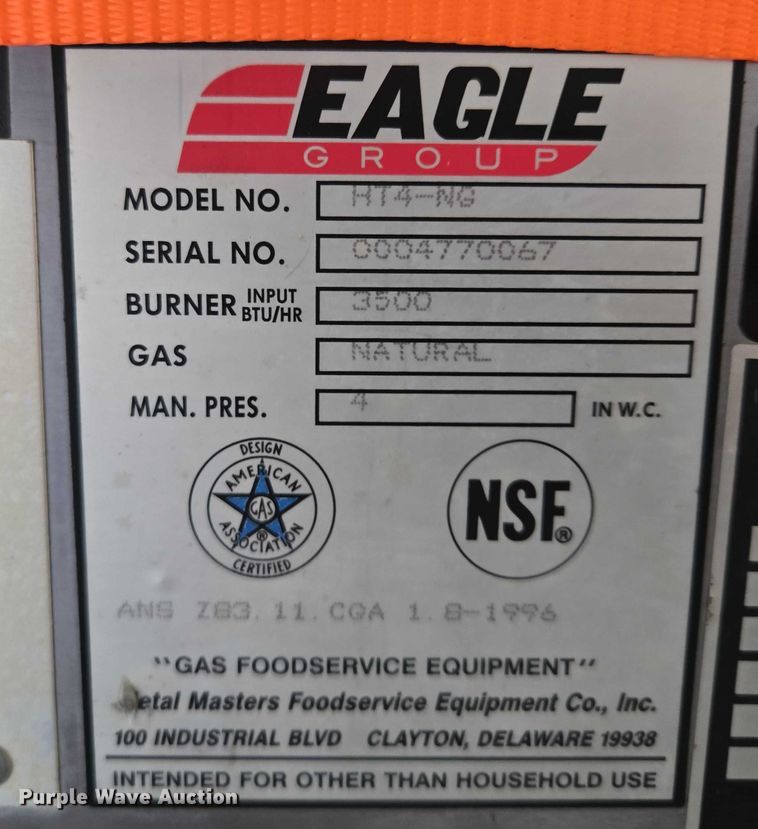 EAGLE
GROUP
MODEL NO. HT4-NG
SERIAL NO. 0004770067
BURNER INPUT BTU/HR 3500
GAS NATURAL
MAN. PRES. 4 IN W.C.
DESIGN
AMERICAN
GAS
ASSOCIATION
®
CERTIFIED
NSF®
ANS Z83.11.CGA 1.8-1996
"GAS FOODSERVICE EQUIPMENT"
Metal Masters Foodservice Equipment Co., Inc.
100 INDUSTRIAL BLVD CLAYTON, DELAWARE 19938
INTENDED FOR OTHER THAN HOUSEHOLD USE
Purple Wave Auction